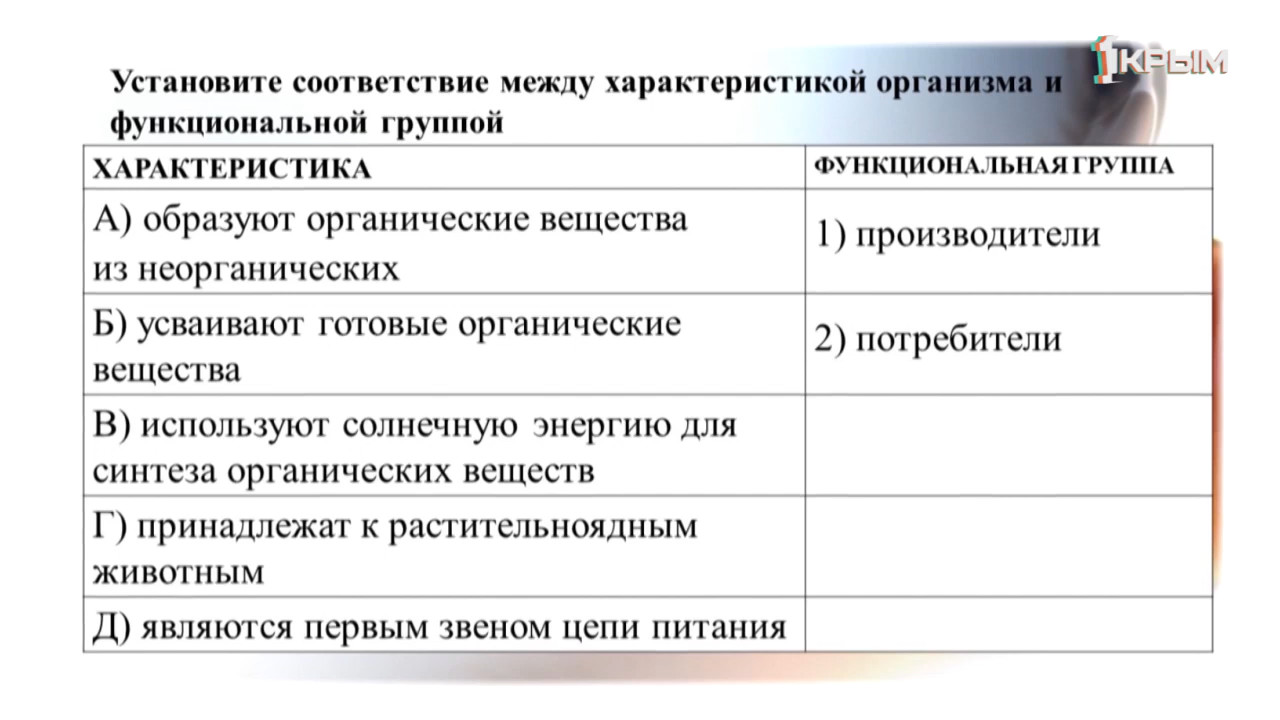 1КРЫМ
Установите соответствие между характеристикой организма и
функциональной группой
ХАРАКТЕРИСТИКА
ФУНКЦИОНАЛЬНАЯ ГРУППА
А) образуют органические вещества
из неорганических
1) производители
Б) усваивают готовые органические
вещества
2) потребители
В) используют солнечную энергию для
синтеза органических веществ
Г) принадлежат к растительноядным
животным
Д) являются первым звеном цепи питания